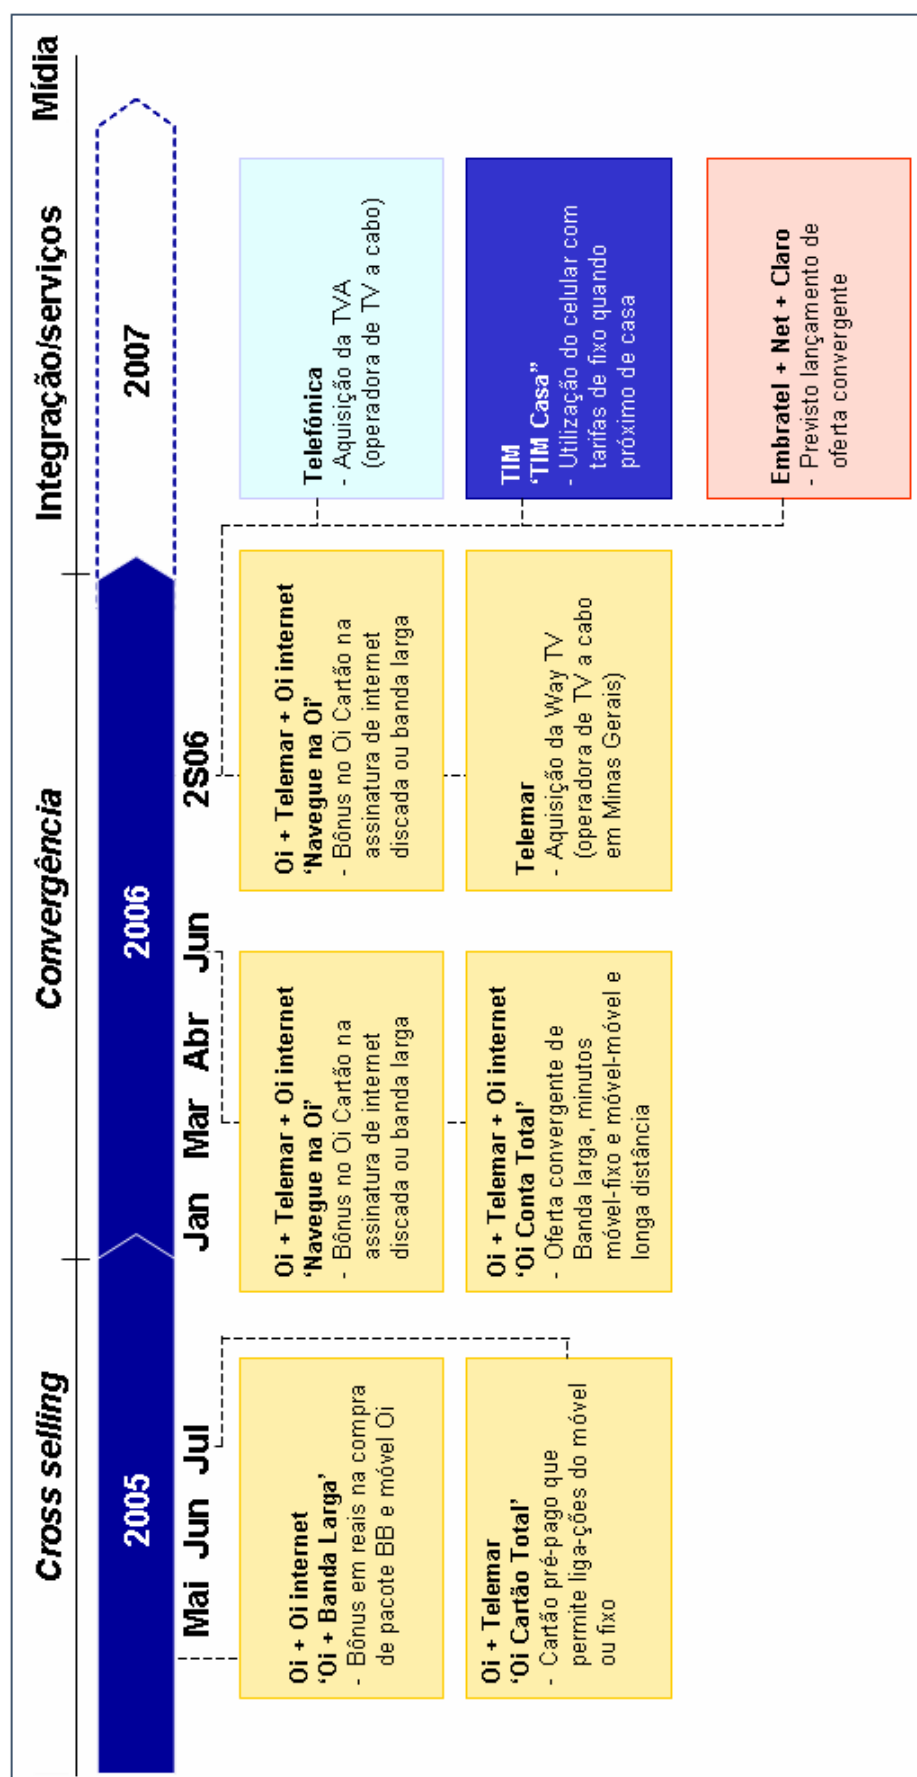 Cross selling
Convergência
Integração/serviços
Mídia
2005
2006
2007
Mai
Jun
Jul
Jan
Mar
Abr
Jun
2S06
Oi + Oi internet
‘Oi + Banda Larga’
- Bônus em reais na compra
de pacote BB e móvel Oi
Oi + Telemar
‘Oi Cartão Total’
- Cartão pré-pago que
permite liga-ções do móvel
ou fixo
Oi + Telemar + Oi internet
‘Navegue na Oi’
- Bônus no Oi Cartão na
assinatura de internet
discada ou banda larga
Oi + Telemar + Oi internet
‘Oi Conta Total’
- Oferta convergente de
Banda larga, minutos
móvel-fixo e móvel-móvel e
longa distância
Oi + Telemar + Oi internet
‘Navegue na Oi’
- Bônus no Oi Cartão na
assinatura de internet
discada ou banda larga
Telemar
- Aquisição da Way TV
(operadora de TV a cabo
em Minas Gerais)
Telefónica
- Aquisição da TVA
(operadora de TV a cabo)
TIM
‘TIM Casa”
- Utilização do celular com
tarifas de fixo quando
próximo de casa
Embratel + Net + Claro
- Previsto lançamento de
oferta convergente